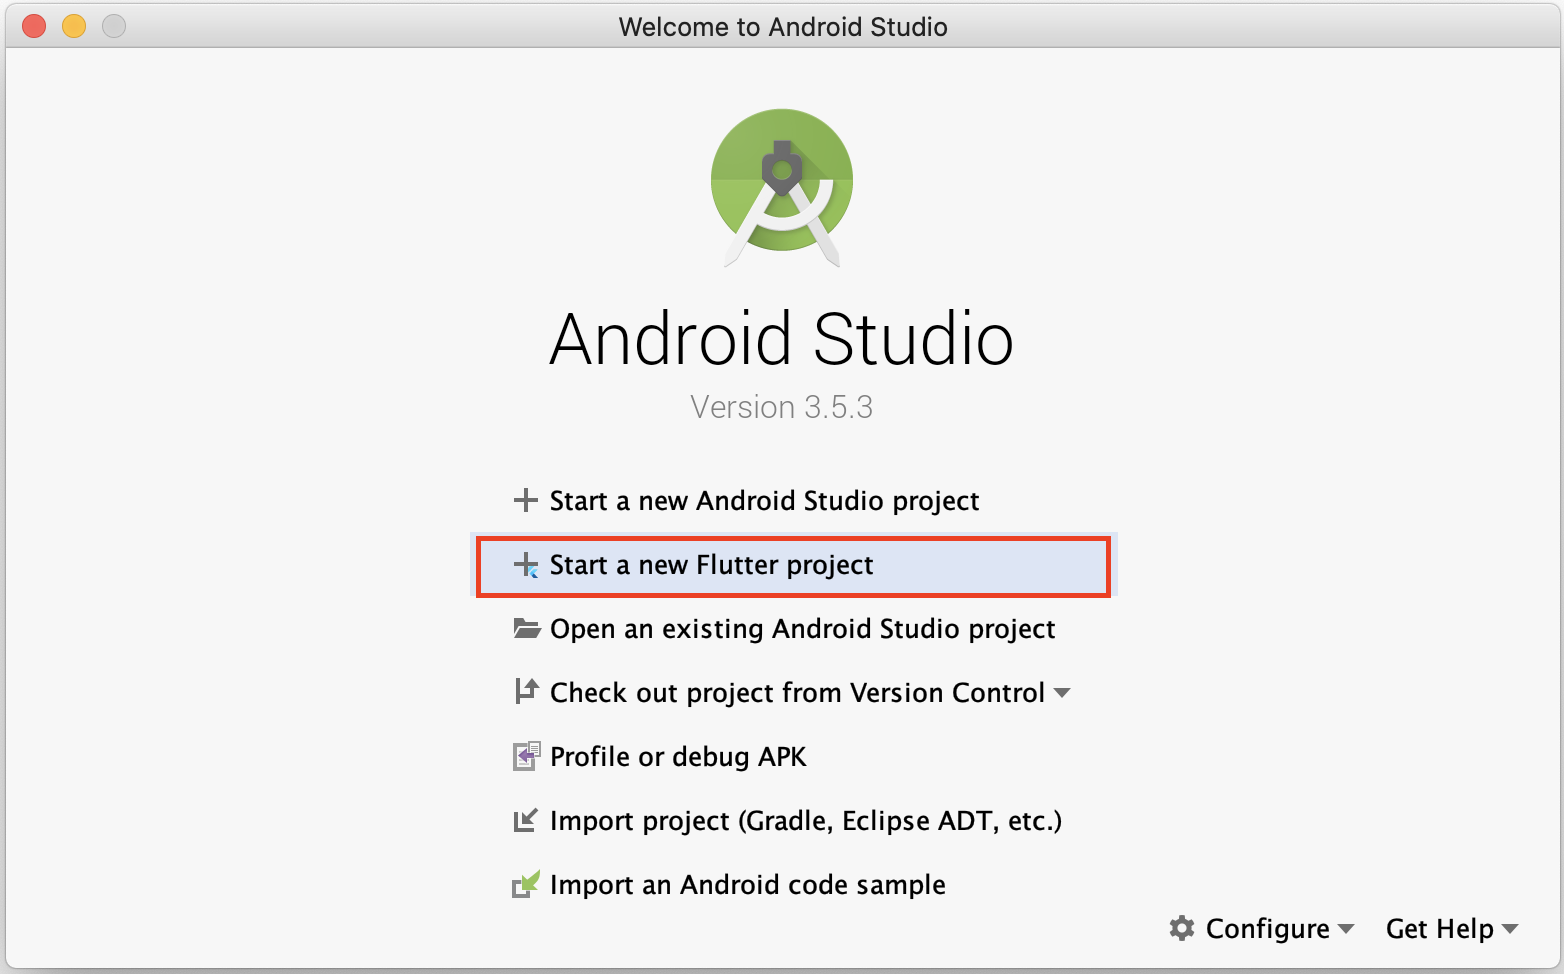 Welcome to Android Studio
Android Studio
Version 3.5.3
Start a new Android Studio project
Start a new Flutter project
Open an existing Android Studio project
Check out project from Version Control
Profile or debug APK
Import project (Gradle, Eclipse ADT, etc.)
Import an Android code sample
Configure Get Help